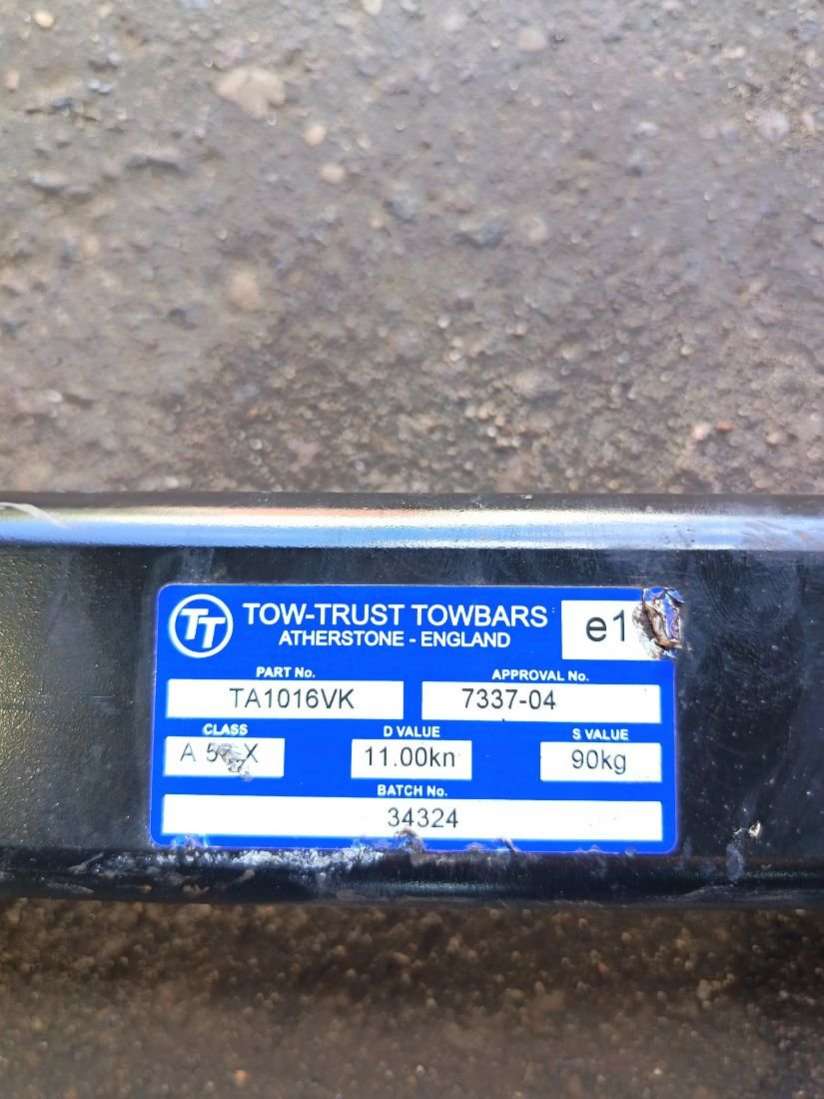 TT TOW-TRUST TOWBARS
ATHERSTONE - ENGLAND
e1
PART No. APPROVAL No.
TA1016VK 7337-04
CLASS D VALUE S VALUE
A X 11.00kn 90kg
BATCH No.
34324